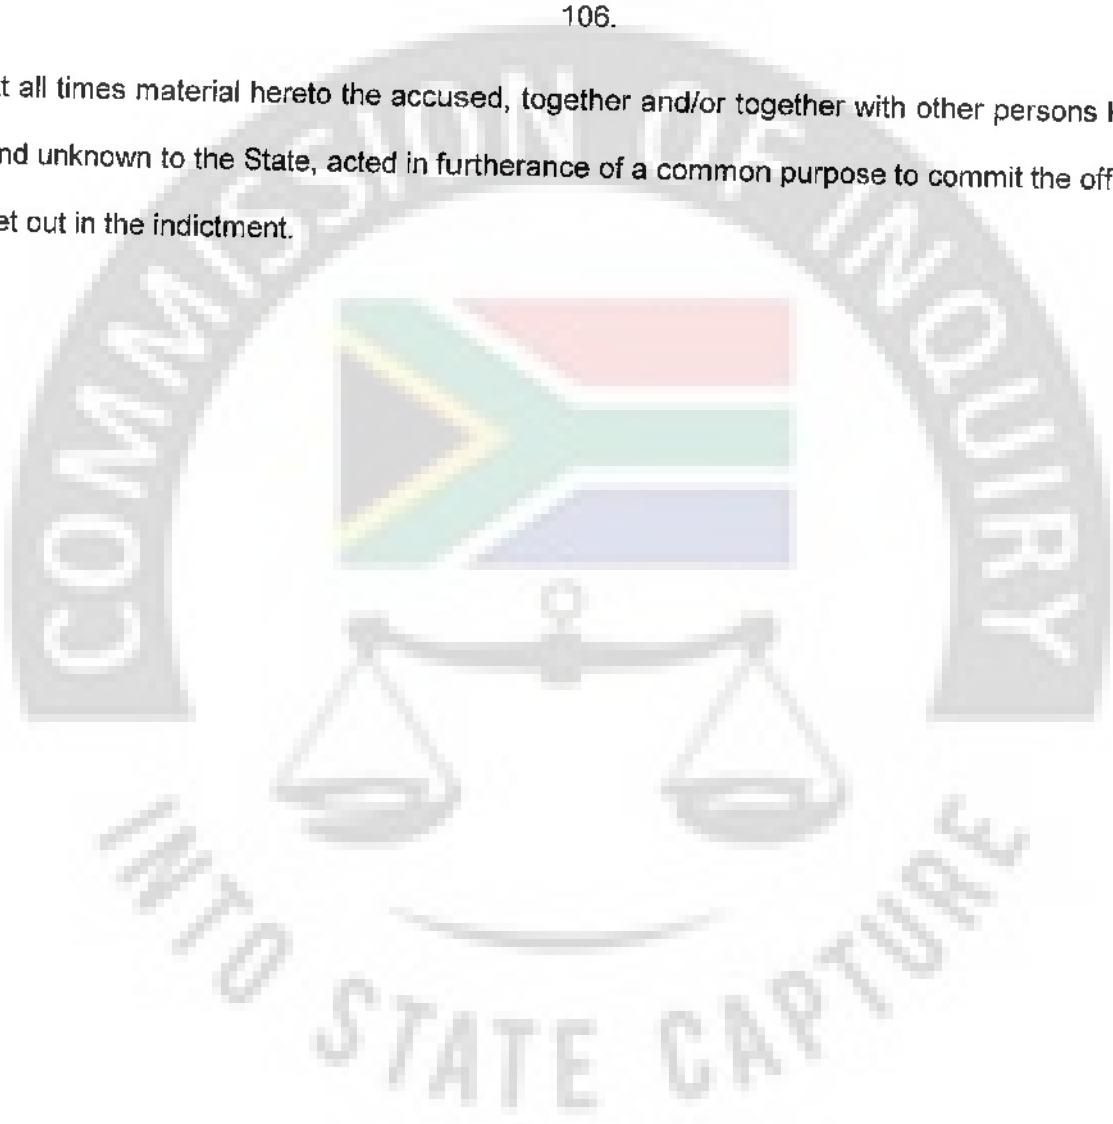 106.
t all times material hereto the accused, together and/or together with other persons
nd unknown to the State, acted in furtherance of a common purpose to commit the off
et out in the indictment.
COMMISSION OF INQUIRY
INTO STATE CAPTURE